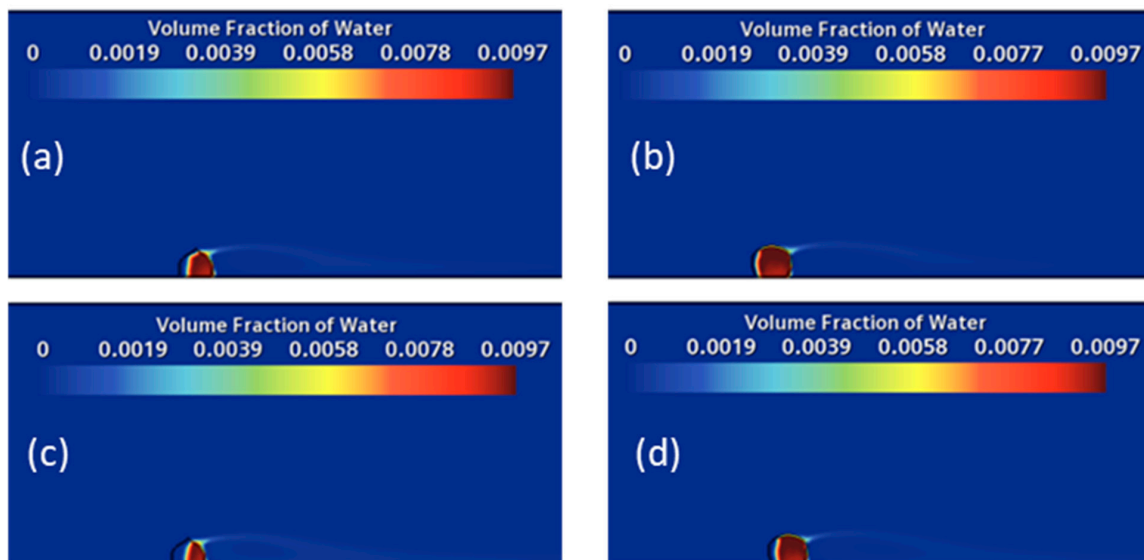 Volume Fraction of Water
0 0.0019 0.0039 0.0058 0.0078 0.0097
(a)
Volume Fraction of Water
0 0.0019 0.0039 0.0058 0.0077 0.0097
(b)
Volume Fraction of Water
0 0.0019 0.0039 0.0058 0.0078 0.0097
(c)
Volume Fraction of Water
0 0.0019 0.0039 0.0058 0.0077 0.0097
(d)